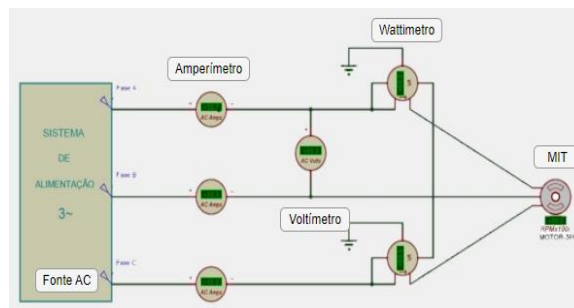 Wattimetro
Amperímetro
Fase A
AC Amps
SISTEMA
DE
ALIMENTAÇÃO
3~
AC Volts
MIT
Fase B
AC Amps
Voltímetro
RPMx100
MOTOR-3PH
Fonte AC
Fase C
AC Amps